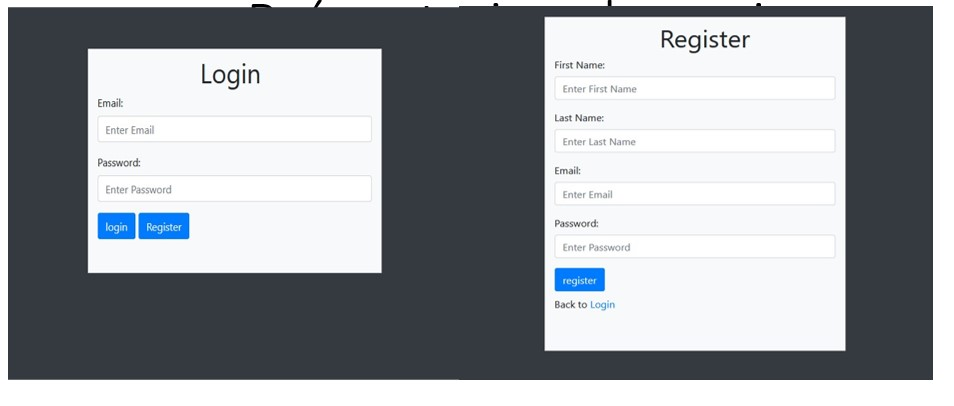 Login
Email:
Enter Email
Password:
Enter Password
login Register
Register
First Name:
Enter First Name
Last Name:
Enter Last Name
Email:
Enter Email
Password:
Enter Password
register
Back to Login